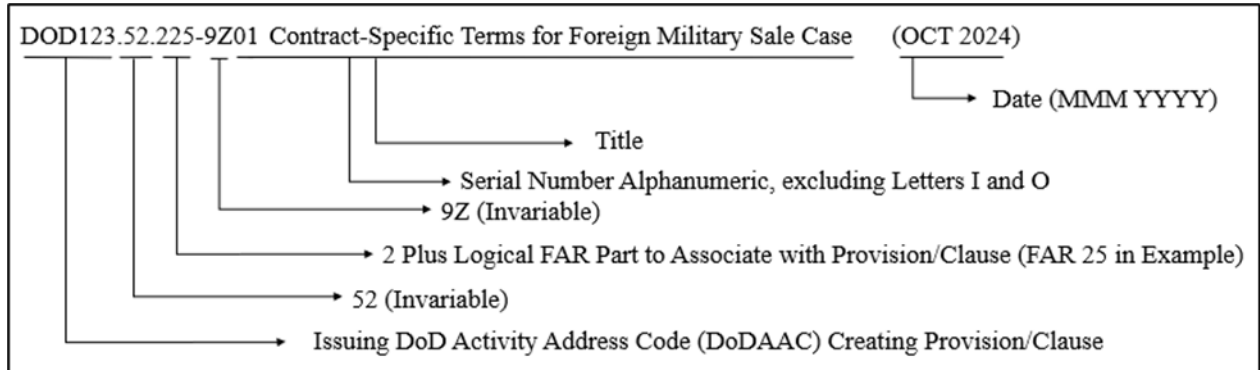 DOD123.52.225-9Z01 Contract-Specific Terms for Foreign Military Sale Case (OCT 2024)
Date (MMM YYYY)
Title
Serial Number Alphanumeric, excluding Letters I and O
9Z (Invariable)
2 Plus Logical FAR Part to Associate with Provision/Clause (FAR 25 in Example)
52 (Invariable)
Issuing DoD Activity Address Code (DoDAAC) Creating Provision/Clause